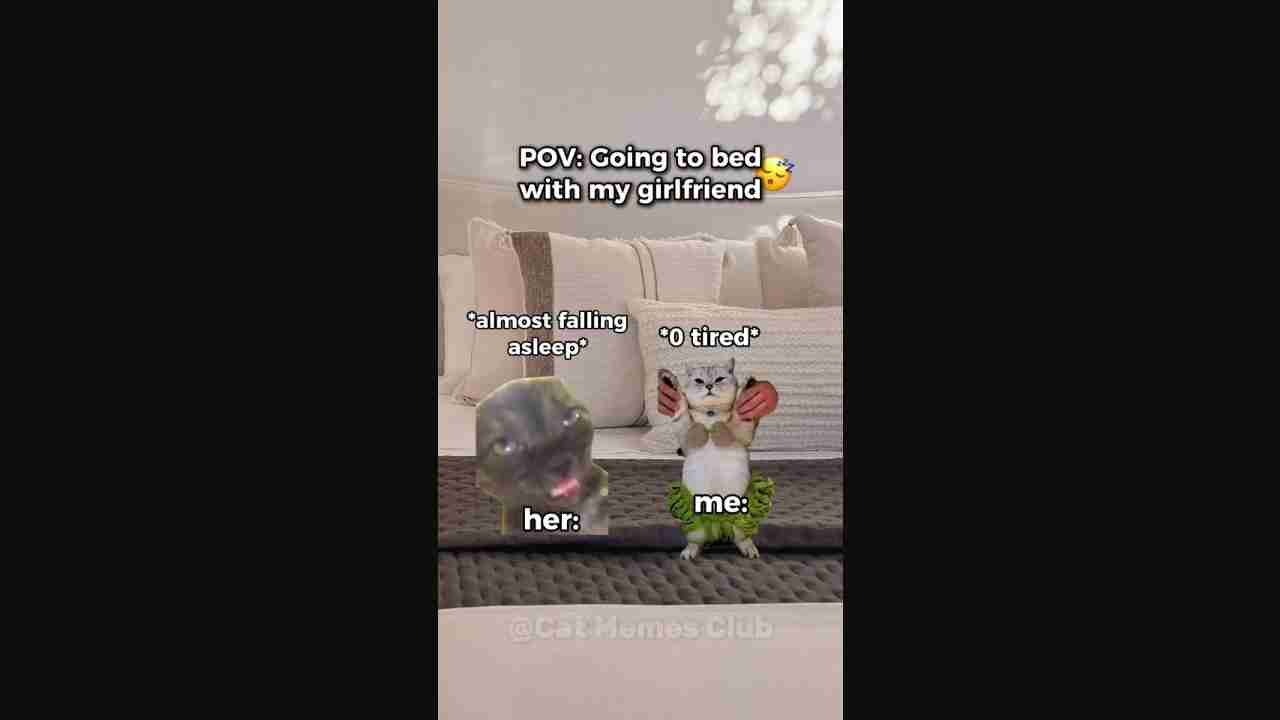 POV: Going to bed
with my girlfriend
*almost falling
asleep*
*0 tired*
her:
me:
@Cat Memes Club